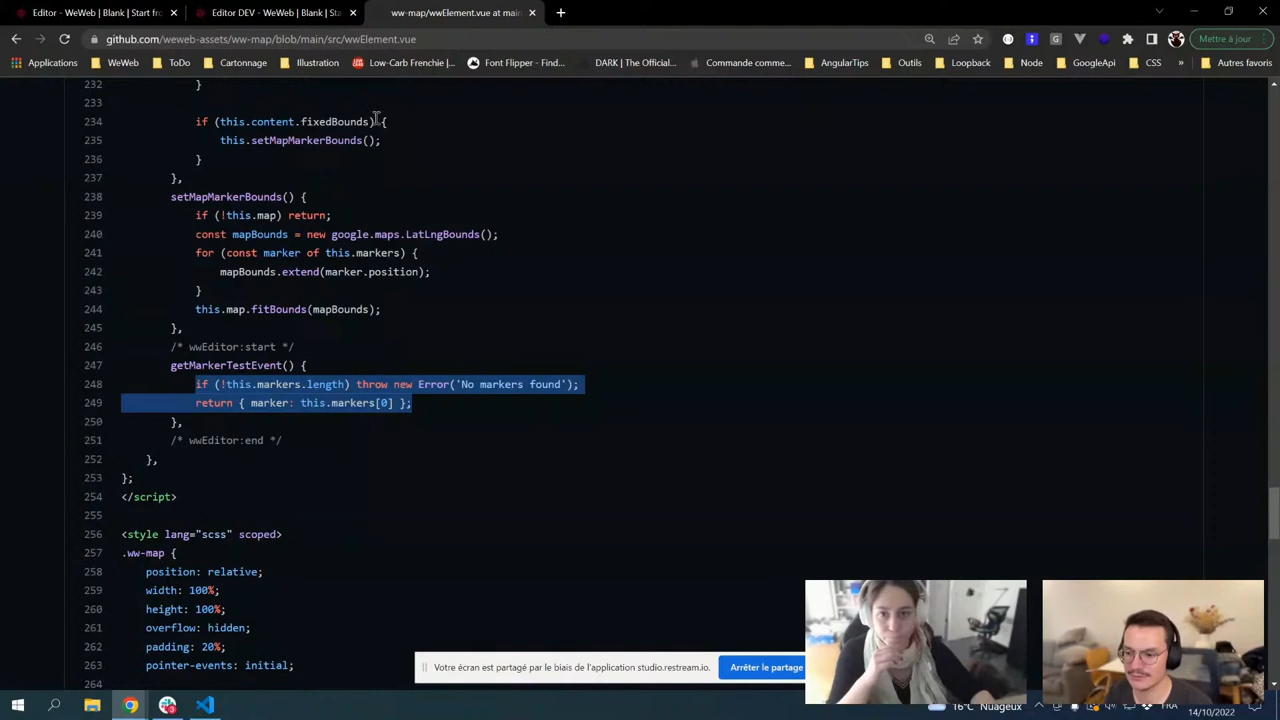 Editor - WeWeb | Blank | Start fro
Editor DEV - WeWeb | Blank | Star
ww-map/wwElement.vue at main
github.com/weweb-assets/ww-map/blob/main/src/wwElement.vue
Mettre à jour
Applications
WeWeb
ToDo
Cartonnage
Illustration
Low-Carb Frenchie |...
Font Flipper - Find...
DARK | The Official...
Commande comme...
AngularTips
Outils
Loopback
Node
GoogleApi
CSS
»
Autres favoris
232 }
233
234 if (this.content.fixedBounds) {
235 this.setMapMarkerBounds();
236 }
237 },
238 setMapMarkerBounds() {
239 if (!this.map) return;
240 const mapBounds = new google.maps.LatLngBounds();
241 for (const marker of this.markers) {
242 mapBounds.extend(marker.position);
243 }
244 this.map.fitBounds(mapBounds);
245 },
246 /* wwEditor:start */
247 getMarkerTestEvent() {
248 if (!this.markers.length) throw new Error('No markers found');
249 return { marker: this.markers[0] };
250 },
251 /* wwEditor:end */
252 },
253 };
254 </script>
255
256 <style lang="scss" scoped>
257 .ww-map {
258 position: relative;
259 width: 100%;
260 height: 100%;
261 overflow: hidden;
262 padding: 20%;
263 pointer-events: initial;
264
Votre écran est partagé par le biais de l'application studio.restream.io.
Arrêter le partage
16°C Nuageux
FRA
14/10/2022